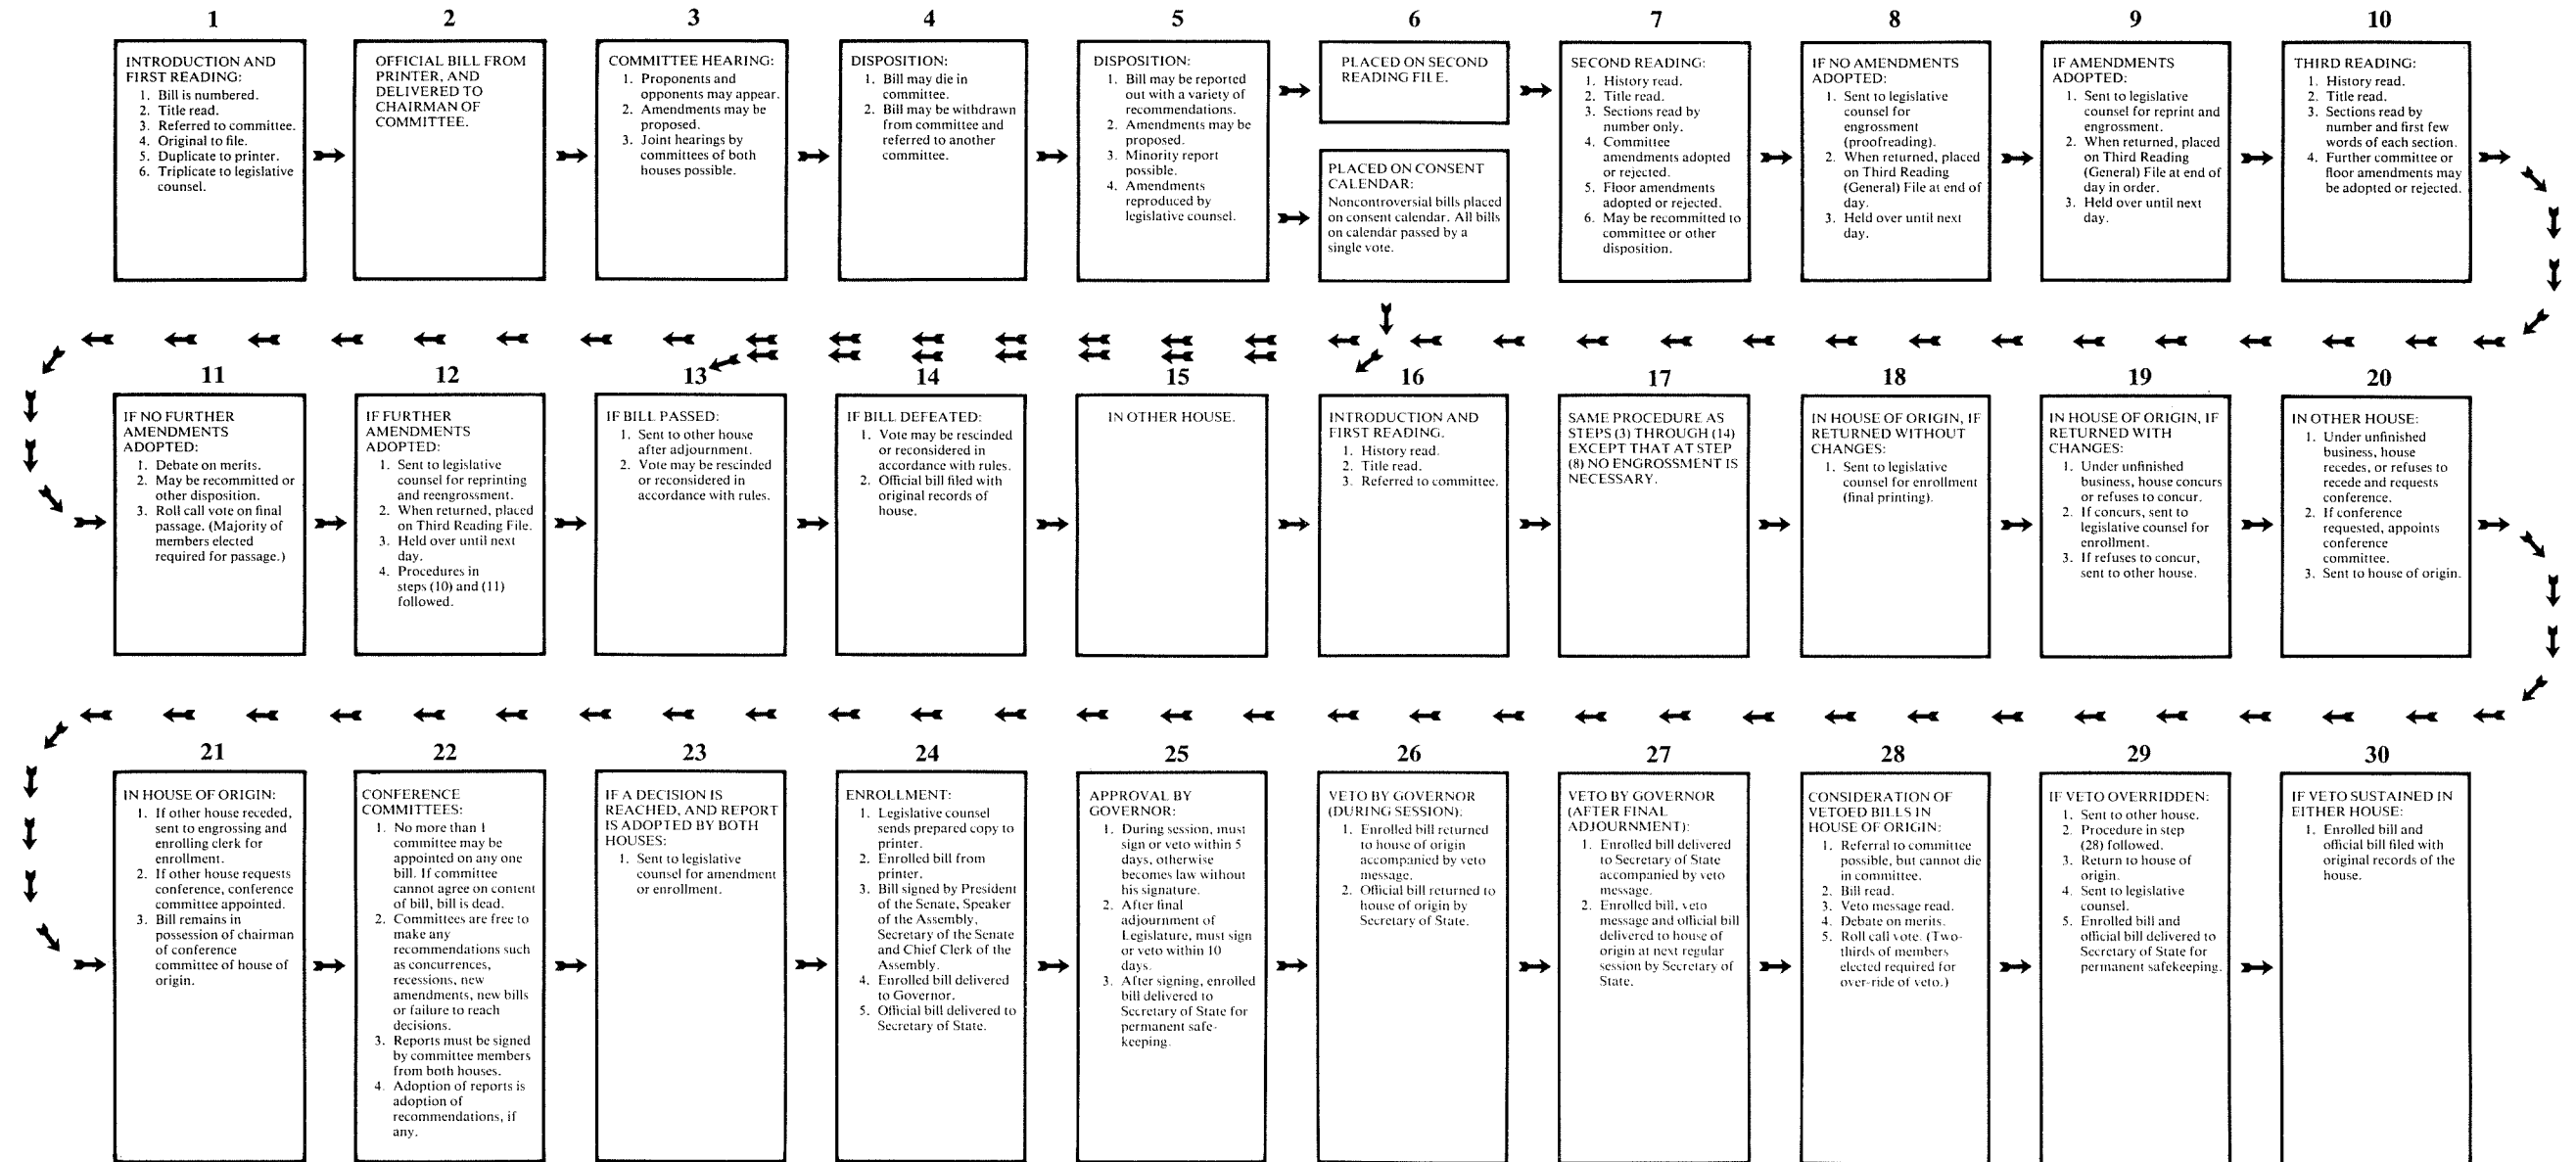 1
INTRODUCTION AND
FIRST READING:
1. Bill is numbered.
2. Title read.
3. Referred to committee.
4. Original to file.
5. Duplicate to printer.
6. Triplicate to legislative
counsel.
2
OFFICIAL BILL FROM
PRINTER, AND
DELIVERED TO
CHAIRMAN OF
COMMITTEE.
3
COMMITTEE HEARING:
1. Proponents and
opponents may appear.
2. Amendments may be
proposed.
3. Joint hearings by
committees of both
houses possible.
4
DISPOSITION:
1. Bill may die in
committee.
2. Bill may be withdrawn
from committee and
referred to another
committee.
5
DISPOSITION:
1. Bill may be reported
out with a variety of
recommendations.
2. Amendments may be
proposed.
3. Minority report
possible.
4. Amendments
reproduced by
legislative counsel.
6
PLACED ON SECOND
READING FILE.
PLACED ON CONSENT
CALENDAR:
Noncontroversial bills placed
on consent calendar. All bills
on calendar passed by a
single vote.
7
SECOND READING:
1. History read.
2. Title read.
3. Sections read by
number only.
4. Committee
amendments adopted
or rejected.
5. Floor amendments
adopted or rejected.
6. May be recommitted to
committee or other
disposition.
8
IF NO AMENDMENTS
ADOPTED:
1. Sent to legislative
counsel for
engrossment
(proofreading).
2. When returned, placed
on Third Reading
(General) File at end of
day.
3. Held over until next
day.
9
IF AMENDMENTS
ADOPTED:
1. Sent to legislative
counsel for reprint and
engrossment.
2. When returned, placed
on Third Reading
(General) File at end of
day in order.
3. Held over until next
day.
10
THIRD READING:
1. History read.
2. Title read.
3. Sections read by
number and first few
words of each section.
4. Further committee or
floor amendments may
be adopted or rejected.
11
IF NO FURTHER
AMENDMENTS
ADOPTED:
1. Debate on merits.
2. May be recommitted or
other disposition.
3. Roll call vote on final
passage. (Majority of
members elected
required for passage.)
12
IF FURTHER
AMENDMENTS
ADOPTED:
1. Sent to legislative
counsel for reprinting
and reengrossment.
2. When returned, placed
on Third Reading File.
3. Held over until next
day.
4. Procedures in
steps (10) and (11)
followed.
13
IF BILL PASSED:
1. Sent to other house
after adjournment.
2. Vote may be rescinded
or reconsidered in
accordance with rules.
14
IF BILL DEFEATED:
1. Vote may be rescinded
or reconsidered in
accordance with rules.
2. Official bill filed with
original records of
house.
15
IN OTHER HOUSE.
16
INTRODUCTION AND
FIRST READING.
1. History read.
2. Title read.
3. Referred to committee.
17
SAME PROCEDURE AS
STEPS (3) THROUGH (14)
EXCEPT THAT AT STEP
(8) NO ENGROSSMENT IS
NECESSARY.
18
IN HOUSE OF ORIGIN, IF
RETURNED WITHOUT
CHANGES:
1. Sent to legislative
counsel for enrollment
(final printing).
19
IN HOUSE OF ORIGIN, IF
RETURNED WITH
CHANGES:
1. Under unfinished
business, house concurs
or refuses to concur.
2. If concurs, sent to
legislative counsel for
enrollment.
3. If refuses to concur,
sent to other house.
20
IN OTHER HOUSE:
1. Under unfinished
business, house
recedes, or refuses to
recede and requests
conference.
2. If conference
requested, appoints
conference
committee.
3. Sent to house of origin.
21
IN HOUSE OF ORIGIN:
1. If other house receded,
sent to engrossing and
enrolling clerk for
enrollment.
2. If other house requests
conference, conference
committee appointed.
3. Bill remains in
possession of chairman
of conference
committee of house of
origin.
22
CONFERENCE
COMMITTEES:
1. No more than 1
committee may be
appointed on any one
bill. If committee
cannot agree on content
of bill, bill is dead.
2. Committees are free to
make any
recommendations such
as concurrences,
recessions, new
amendments, new bills
or failure to reach
decisions.
3. Reports must be signed
by committee members
from both houses.
4. Adoption of reports is
adoption of
recommendations, if
any.
23
IF A DECISION IS
REACHED, AND REPORT
IS ADOPTED BY BOTH
HOUSES:
1. Sent to legislative
counsel for amendment
or enrollment.
24
ENROLLMENT:
1. Legislative counsel
sends prepared copy to
printer.
2. Enrolled bill from
printer.
3. Bill signed by President
of the Senate, Speaker
of the Assembly,
Secretary of the Senate
and Chief Clerk of the
Assembly.
4. Enrolled bill delivered
to Governor.
5. Official bill delivered to
Secretary of State.
25
APPROVAL BY
GOVERNOR:
1. During session, must
sign or veto within 5
days, otherwise
becomes law without
his signature.
2. After final
adjournment of
Legislature, must sign
or veto within 10
days.
3. After signing, enrolled
bill delivered to
Secretary of State for
permanent safe-
keeping.
26
VETO BY GOVERNOR
(DURING SESSION):
1. Enrolled bill returned
to house of origin
accompanied by veto
message.
2. Official bill returned to
house of origin by
Secretary of State.
27
VETO BY GOVERNOR
(AFTER FINAL
ADJOURNMENT):
1. Enrolled bill delivered
to Secretary of State
accompanied by veto
message.
2. Enrolled bill, veto
message and official bill
delivered to house of
origin at next regular
session by Secretary of
State.
28
CONSIDERATION OF
VETOED BILLS IN
HOUSE OF ORIGIN:
1. Referral to committee
possible, but cannot die
in committee.
2. Bill read.
3. Veto message read.
4. Debate on merits.
5. Roll call vote. (Two-
thirds of members
elected required for
over-ride of veto.)
29
IF VETO OVERRIDDEN:
1. Sent to other house.
2. Procedure in step
(28) followed.
3. Return to house of
origin.
4. Sent to legislative
counsel.
5. Enrolled bill and
official bill delivered to
Secretary of State for
permanent safekeeping.
30
IF VETO SUSTAINED IN
EITHER HOUSE:
1. Enrolled bill and
official bill filed with
original records of the
house.